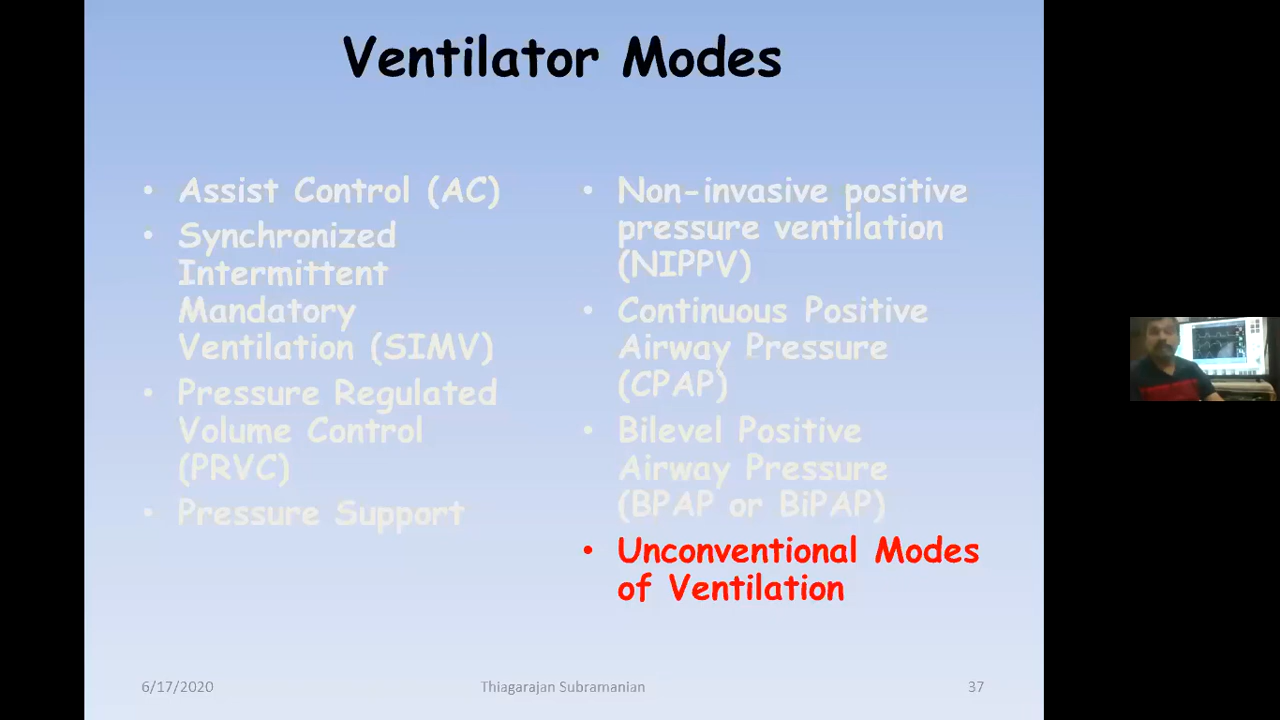 Ventilator Modes
• Assist Control (AC)
• Synchronized
Intermittent
Mandatory
Ventilation (SIMV)
• Pressure Regulated
Volume Control
(PRVC)
• Pressure Support
• Non-invasive positive
pressure ventilation
(NIPPV)
• Continuous Positive
Airway Pressure
(CPAP)
• Bilevel Positive
Airway Pressure
(BPAP or BiPAP)
• Unconventional Modes
of Ventilation
6/17/2020
Thiagarajan Subramanian
37